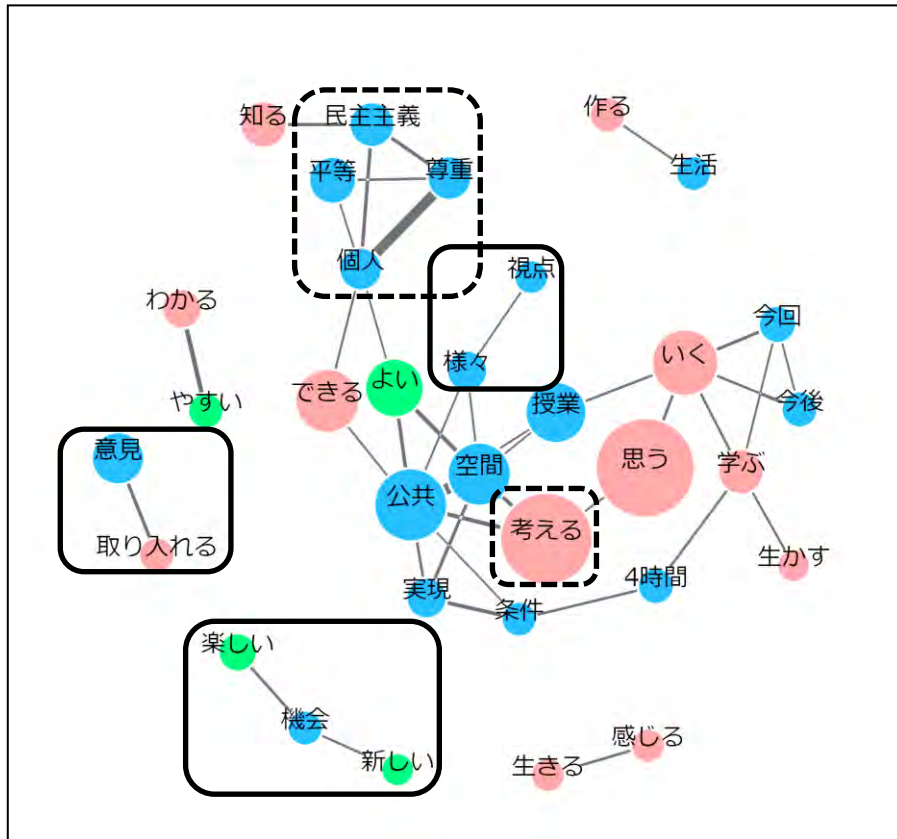 知る
民主主義
作る
平等
尊重
生活
個人
視点
わかる
今回
様々
いく
できる
よい
やすい
授業
今後
意見
空間
思う
学ぶ
公共
考える
取り入れる
生かす
4時間
実現
条件
楽しい
機会
感じる
新しい
生きる